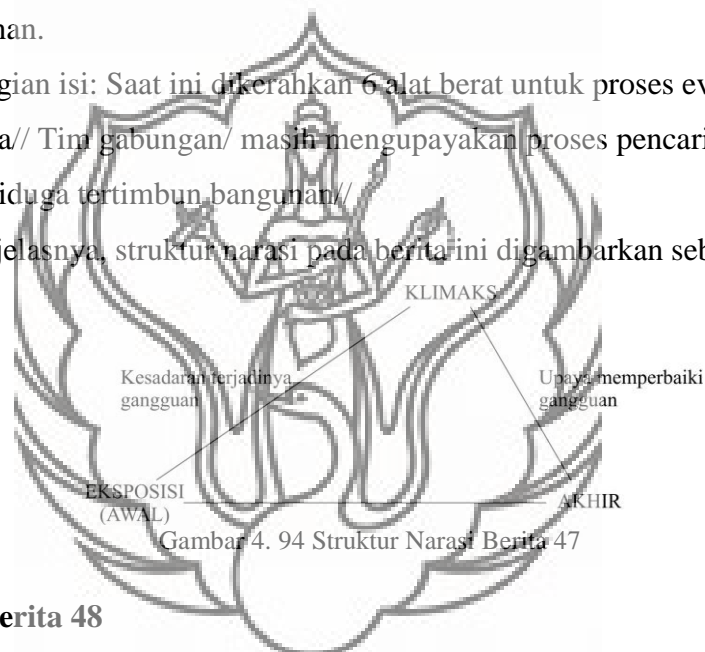 nan.
gian isi: Saat ini dikerahkan 6 alat berat untuk proses ev
a// Tim gabungan/ masih mengupayakan proses pencari
iduga tertimbun bangunan//
jelasnya, struktur narasi pada berita ini digambarkan seb
KLIMAKS
Kesadaran terjadinya
gangguan
Upaya memperbaiki
gangguan
EKSPOSISI
(AWAL)
AKHIR
Gambar 4. 94 Struktur Narasi Berita 47
erita 48